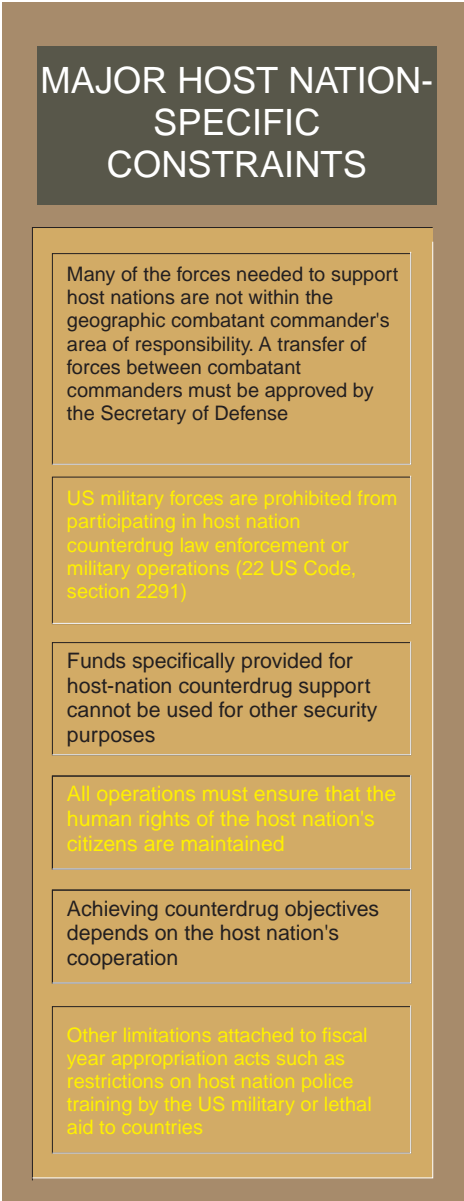 MAJOR HOST NATION-
SPECIFIC
CONSTRAINTS
Many of the forces needed to support
host nations are not within the
geographic combatant commander's
area of responsibility. A transfer of
forces between combatant
commanders must be approved by
the Secretary of Defense
US military forces are prohibited from
participating in host nation
counterdrug law enforcement or
military operations (22 US Code,
section 2291)
Funds specifically provided for
host-nation counterdrug support
cannot be used for other security
purposes
All operations must ensure that the
human rights of the host nation's
citizens are maintained
Achieving counterdrug objectives
depends on the host nation's
cooperation
Other limitations attached to fiscal
year appropriation acts such as
restrictions on host nation police
training by the US military or lethal
aid to countries